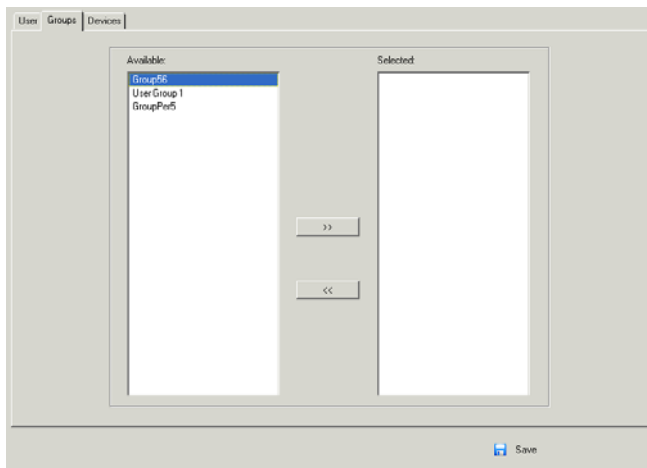 User Groups Devices
Available: Selected:
Group56
UserGroup1
GroupPer5
>>
<<
Save